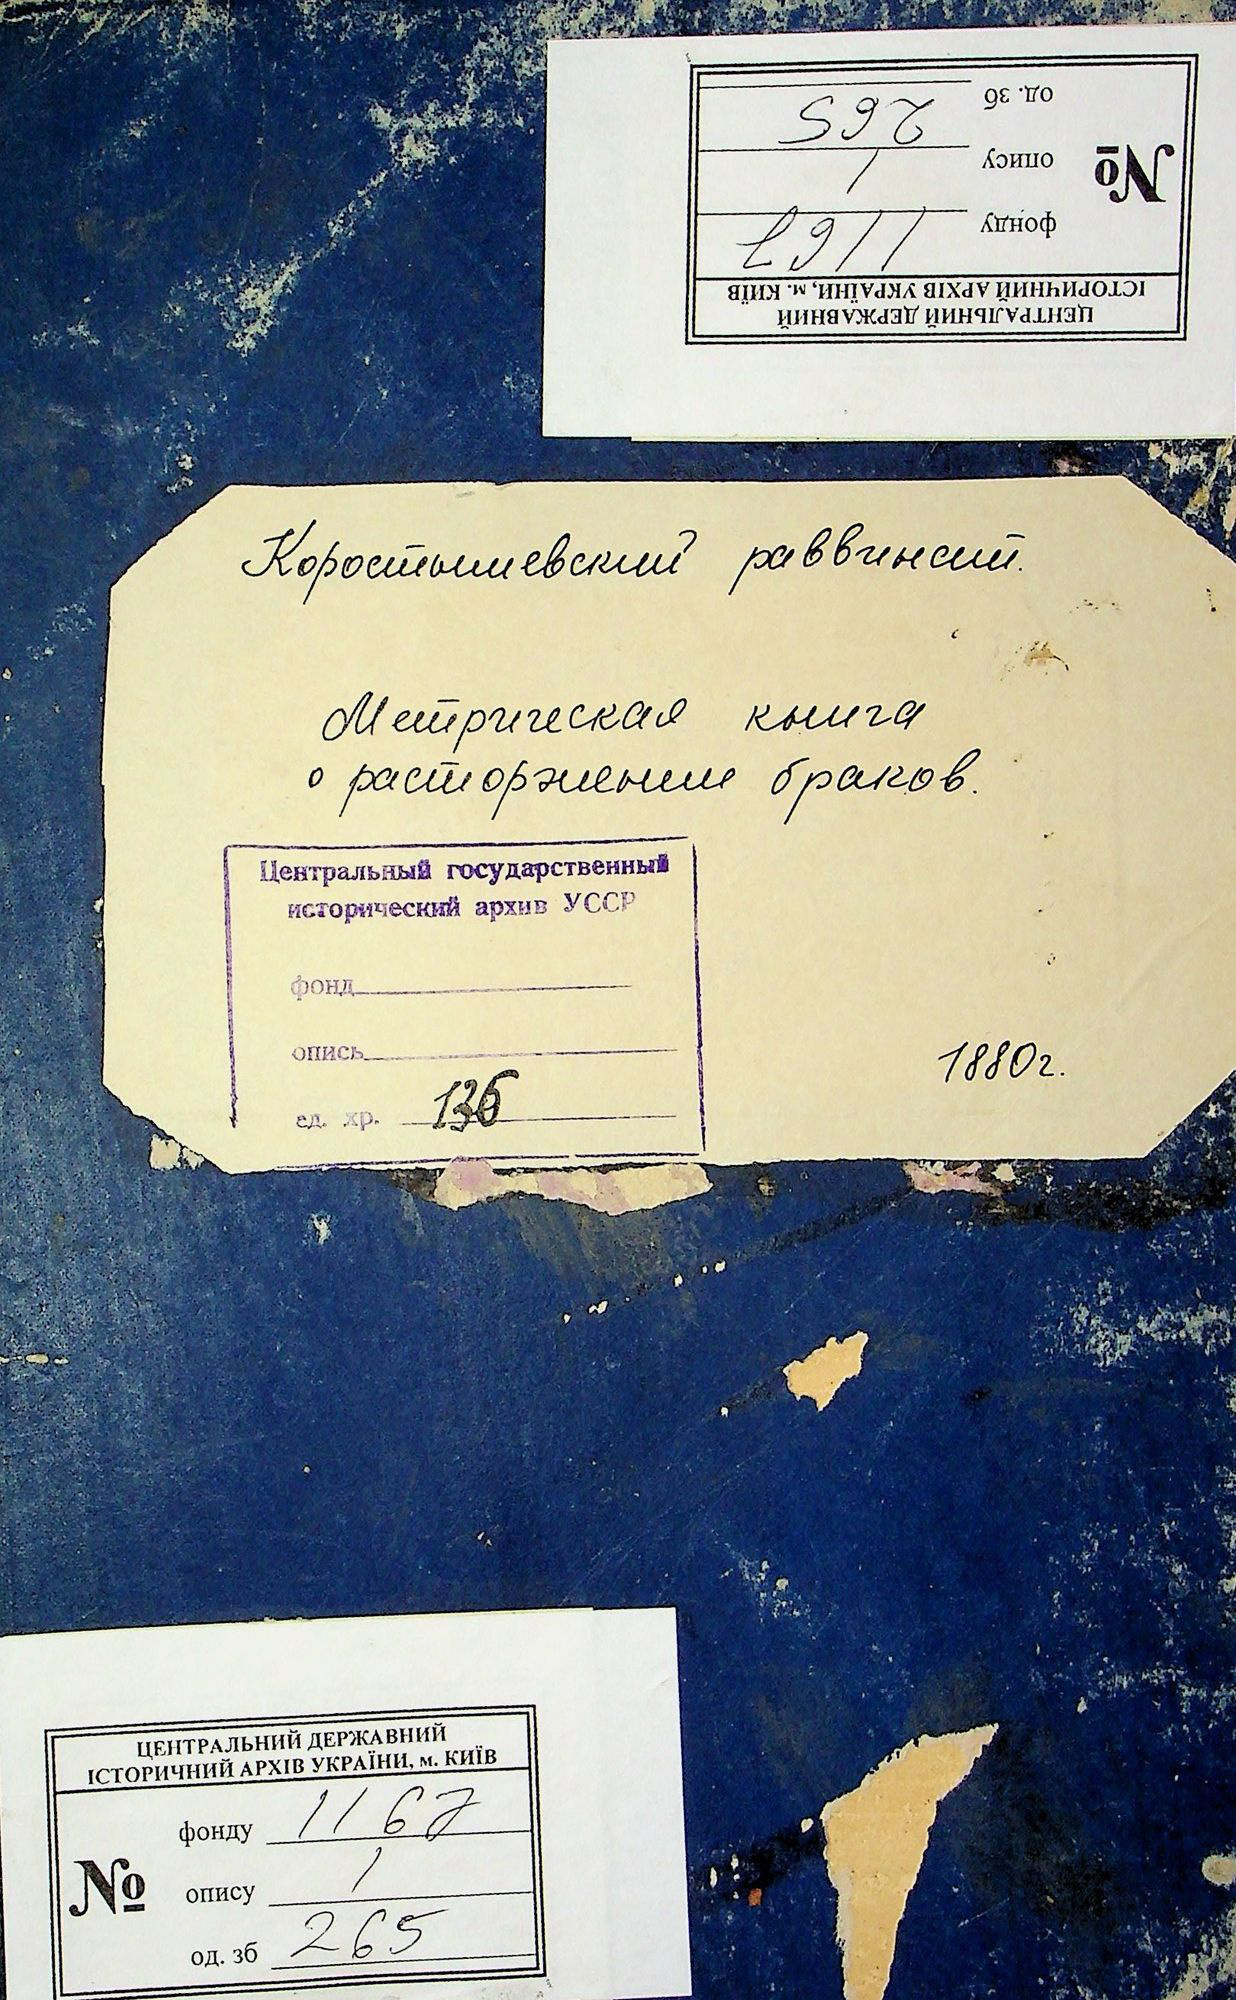 ЦЕНТРАЛЬНИЙ ДЕРЖАВНИЙ
ІСТОРИЧНИЙ АРХІВ УКРАЇНИ, м. КИЇВ
№
фонду 1167
опису 1
од. зб 265
Коростышевский раввинат.
Метрическая книга
о расторжении браков.
Центральный государственный
исторический архив УССР
фонд
опись
ед. хр. 136
1880г.
ЦЕНТРАЛЬНИЙ ДЕРЖАВНИЙ
ІСТОРИЧНИЙ АРХІВ УКРАЇНИ, м. КИЇВ
№
фонду 1167
опису 1
од. зб 265